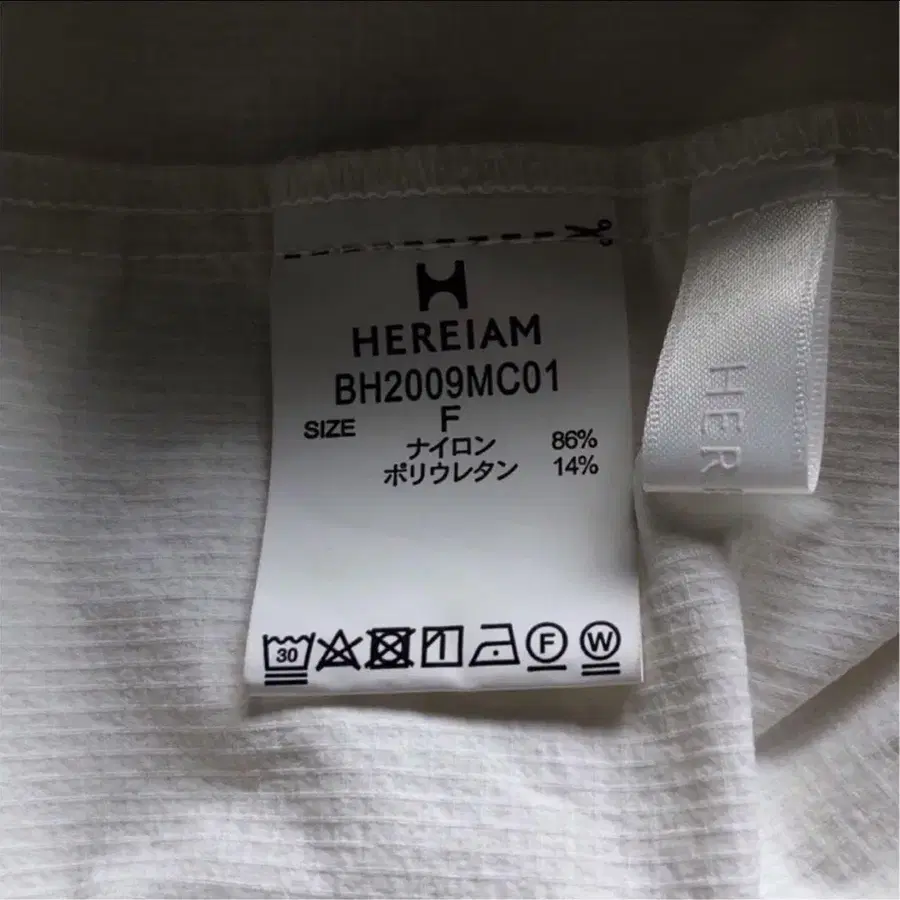 HEREIAM
BH2009MC01
SIZE F
ナイロン 86%
ポリウレタン 14%
30
F W
HER